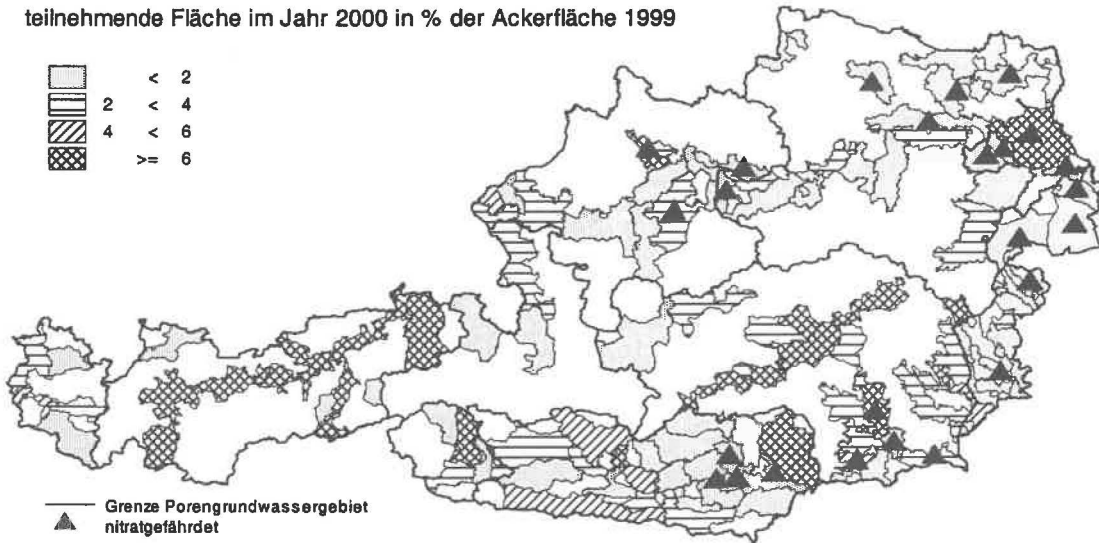 teilnehmende Fläche im Jahr 2000 in % der Ackerfläche 1999
< 2
2 < 4
4 < 6
>= 6
Grenze Porengrundwassergebiet
nitratgefährdet